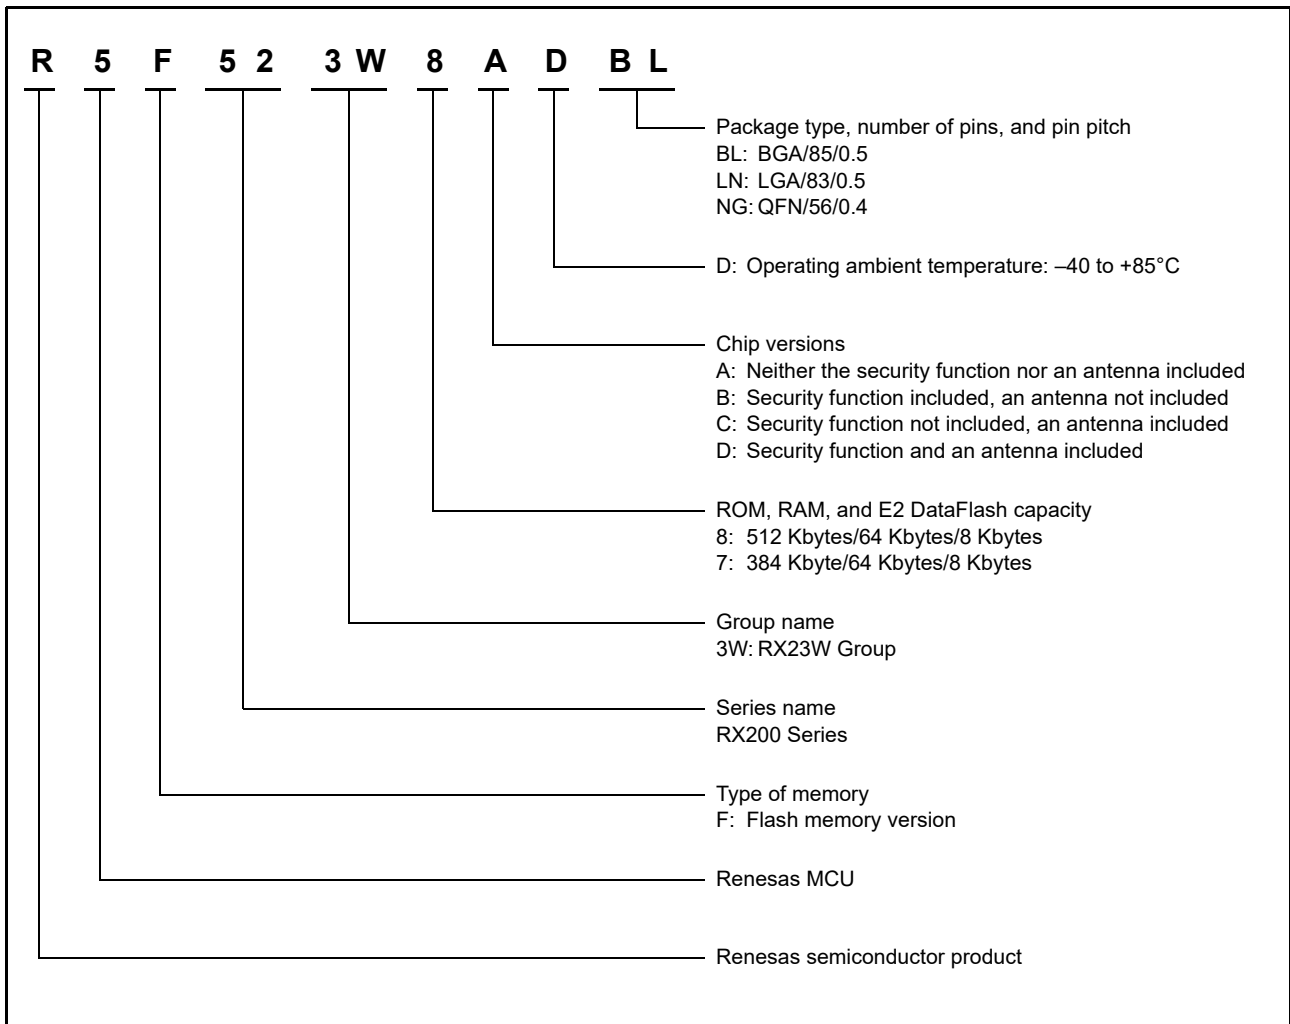 R 5 F 5 2 3 W 8 A D B L
Package type, number of pins, and pin pitch
BL: BGA/85/0.5
LN: LGA/83/0.5
NG: QFN/56/0.4
D: Operating ambient temperature: –40 to +85°C
Chip versions
A: Neither the security function nor an antenna included
B: Security function included, an antenna not included
C: Security function not included, an antenna included
D: Security function and an antenna included
ROM, RAM, and E2 DataFlash capacity
8: 512 Kbytes/64 Kbytes/8 Kbytes
7: 384 Kbyte/64 Kbytes/8 Kbytes
Group name
3W: RX23W Group
Series name
RX200 Series
Type of memory
F: Flash memory version
Renesas MCU
Renesas semiconductor product